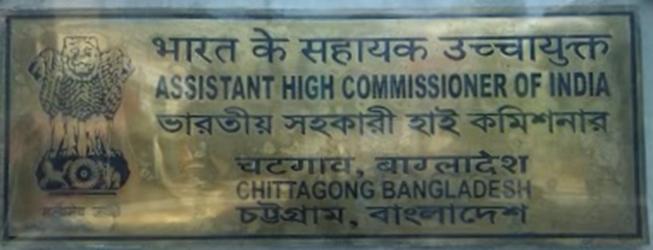 भारत के सहायक उच्चायुक्त
ASSISTANT HIGH COMMISSIONER OF INDIA
ভারতীয় সহকারী হাই কমিশনার
चटगाव, बाग्लादेश
CHITTAGONG BANGLADESH
চট্টগ্রাম, বাংলাদেশ